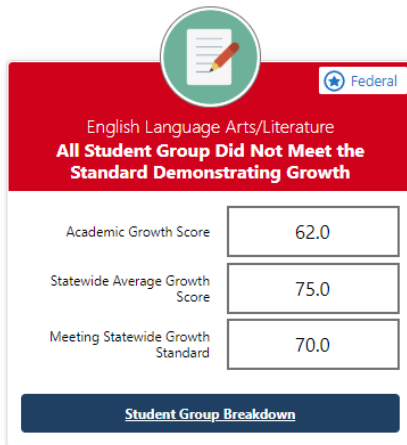 Federal
English Language Arts/Literature
All Student Group Did Not Meet the
Standard Demonstrating Growth
Academic Growth Score
62.0
Statewide Average Growth
Score
75.0
Meeting Statewide Growth
Standard
70.0
Student Group Breakdown